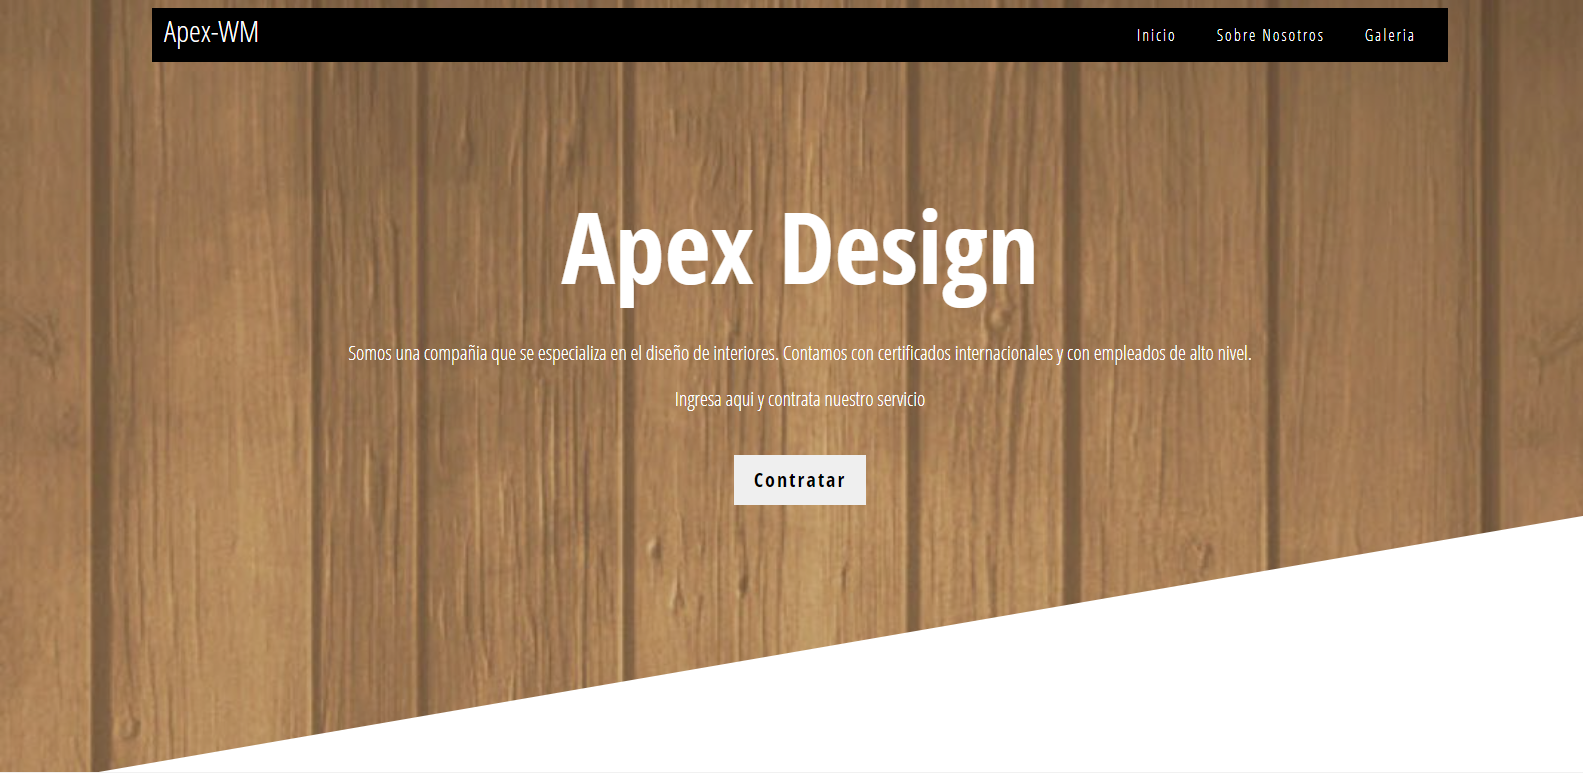 Apex-WM
Inicio Sobre Nosotros Galeria
Apex Design
Somos una compañia que se especializa en el diseño de interiores. Contamos con certificados internacionales y con empleados de alto nivel.
Ingresa aqui y contrata nuestro servicio
Contratar